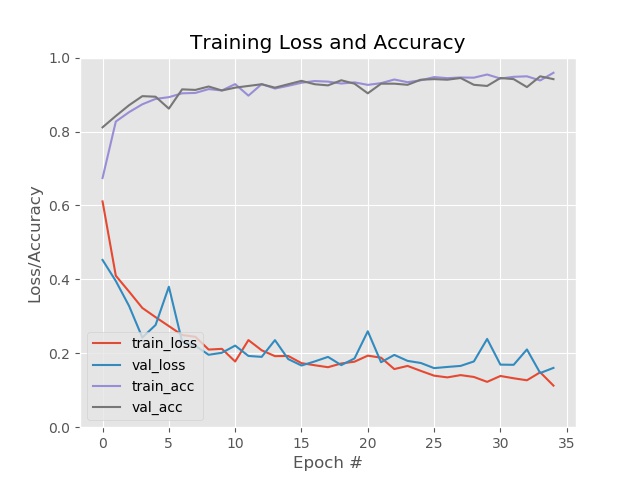 Training Loss and Accuracy
Loss/Accuracy
1.0
0.8
0.6
0.4
0.2
0.0
train_loss
val_loss
train_acc
val_acc
0 5 10 15 20 25 30 35
Epoch #